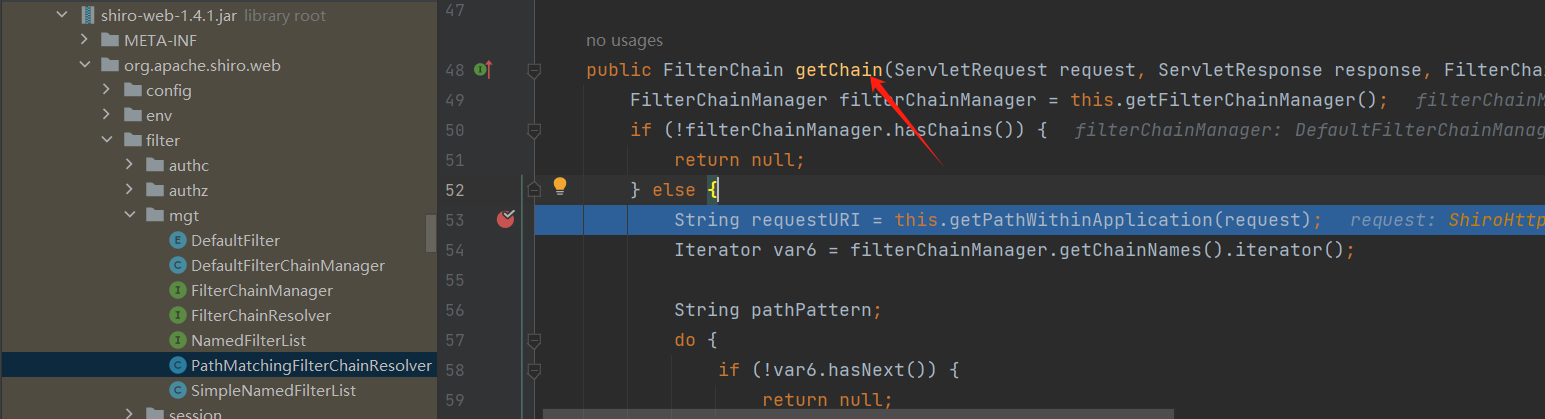 shiro-web-1.4.1.jar library root
META-INF
org.apache.shiro.web
config
env
filter
authc
authz
mgt
DefaultFilter
DefaultFilterChainManager
FilterChainManager
FilterChainResolver
NamedFilterList
PathMatchingFilterChainResolver
SimpleNamedFilterList
session
47
no usages
48 public FilterChain getChain(ServletRequest request, ServletResponse response, FilterChai
49 FilterChainManager filterChainManager = this.getFilterChainManager(); filterChainM
50 if (!filterChainManager.hasChains()) { filterChainManager: DefaultFilterChainManag
51 return null;
52 } else {
53 String requestURI = this.getPathWithinApplication(request); request: ShiroHttp
54 Iterator var6 = filterChainManager.getChainNames().iterator();
55
56 String pathPattern;
57 do {
58 if (!var6.hasNext()) {
59 return null;